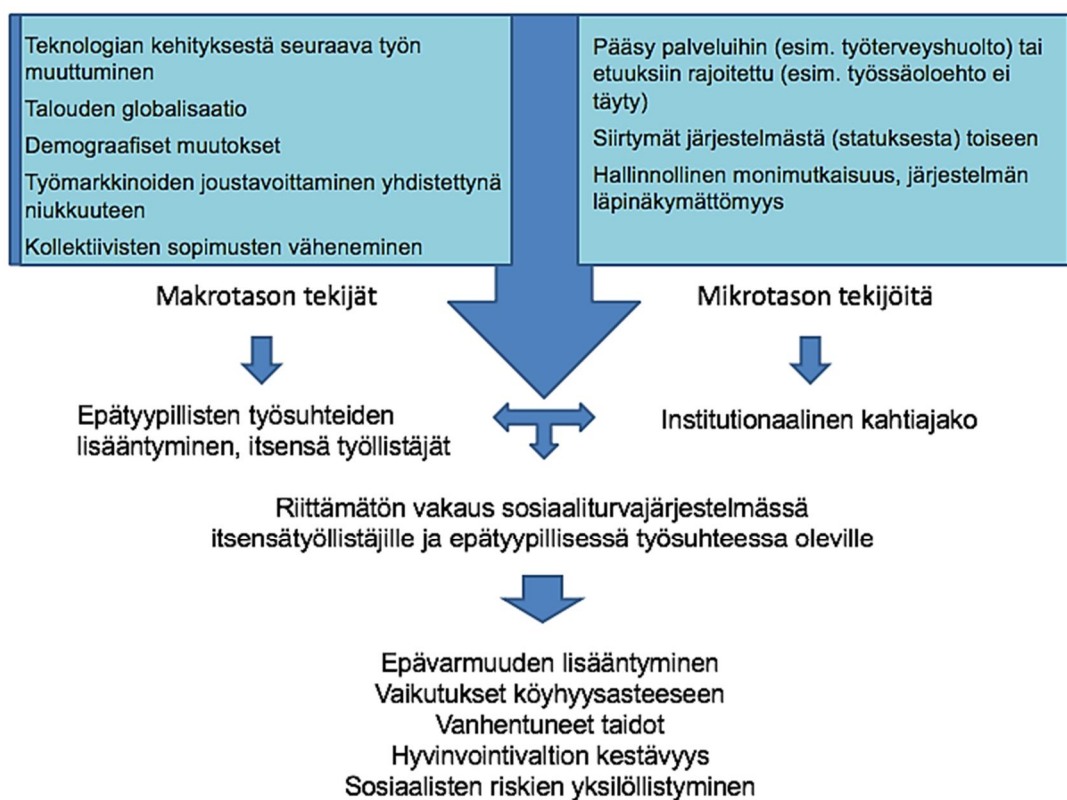 Teknologian kehityksestä seuraava työn
muuttuminen
Talouden globalisaatio
Demograafiset muutokset
Työmarkkinoiden joustavoittaminen yhdistettynä
niukkuuteen
Kollektiivisten sopimusten väheneminen
Pääsy palveluihin (esim. työterveyshuolto) tai
etuuksiin rajoitettu (esim. työssäoloehto ei
täyty)
Siirtymät järjestelmästä (statuksesta) toiseen
Hallinnollinen monimutkaisuus, järjestelmän
läpinäkymättömyys
Makrotason tekijät
Mikrotason tekijöitä
Epätyypillisten työsuhteiden
lisääntyminen, itsensä työllistäjät
Institutionaalinen kahtiajako
Riittämätön vakaus sosiaaliturvajärjestelmässä
itsensätyöllistäjille ja epätyypillisessä työsuhteessa oleville
Epävarmuuden lisääntyminen
Vaikutukset köyhyysasteeseen
Vanhentuneet taidot
Hyvinvointivaltion kestävyys
Sosiaalisten riskien yksilöllistyminen